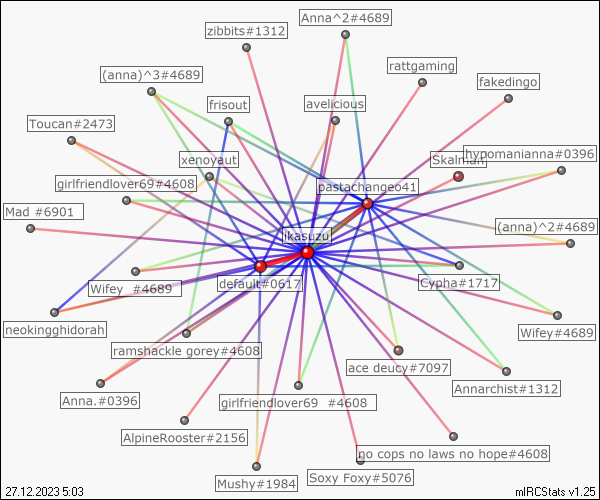 Anna^2#4689
zibbits#1312
rattgaming
(anna)^3#4689
fakedingo
frisout
avelicious
Toucan#2473
xenoyaut
Skalman
hypomanianna#0396
girlfriendlover69#4608
pastachangeo41
Mad #6901
(anna)^2#4689
jkasuzu
default#0617
Cypha#1717
Wifey #4689
neokingghidorah
Wifey#4689
ramshackle gorey#4608
ace deucy#7097
Annarchist#1312
Anna.#0396
girlfriendlover69 #4608
AlpineRooster#2156
no cops no laws no hope#4608
Mushy#1984
Soxy Foxy#5076
27.12.2023 5:03
mIRCStats v1.25